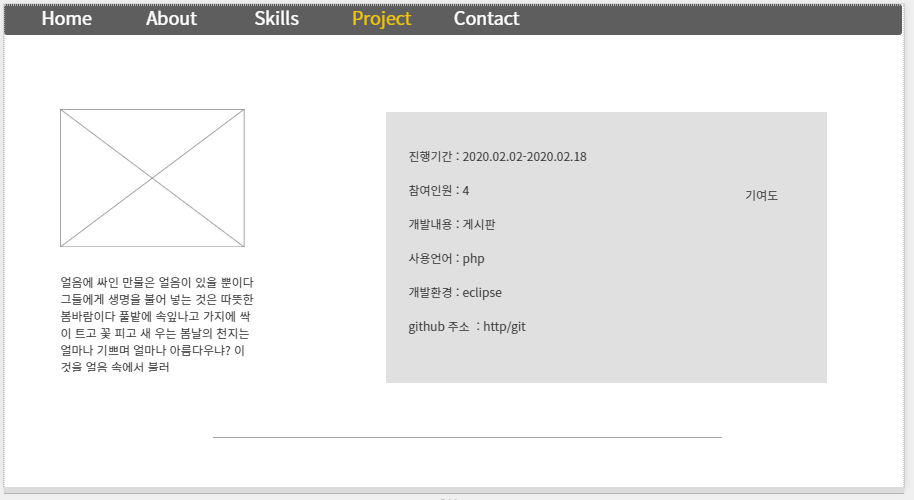 Home About Skills Project Contact
얼음에 싸인 만물은 얼음이 있을 뿐이다
그들에게 생명을 불어 넣는 것은 따뜻한
봄바람이다 풀밭에 속잎나고 가지에 싹
이 트고 꽃 피고 새 우는 봄날의 천지는
얼마나 기쁘며 얼마나 아름다우냐? 이
것을 얼음 속에서 불러
진행기간 : 2020.02.02-2020.02.18
참여인원 : 4
기여도
개발내용 : 게시판
사용언어 : php
개발환경 : eclipse
github 주소 : http/git